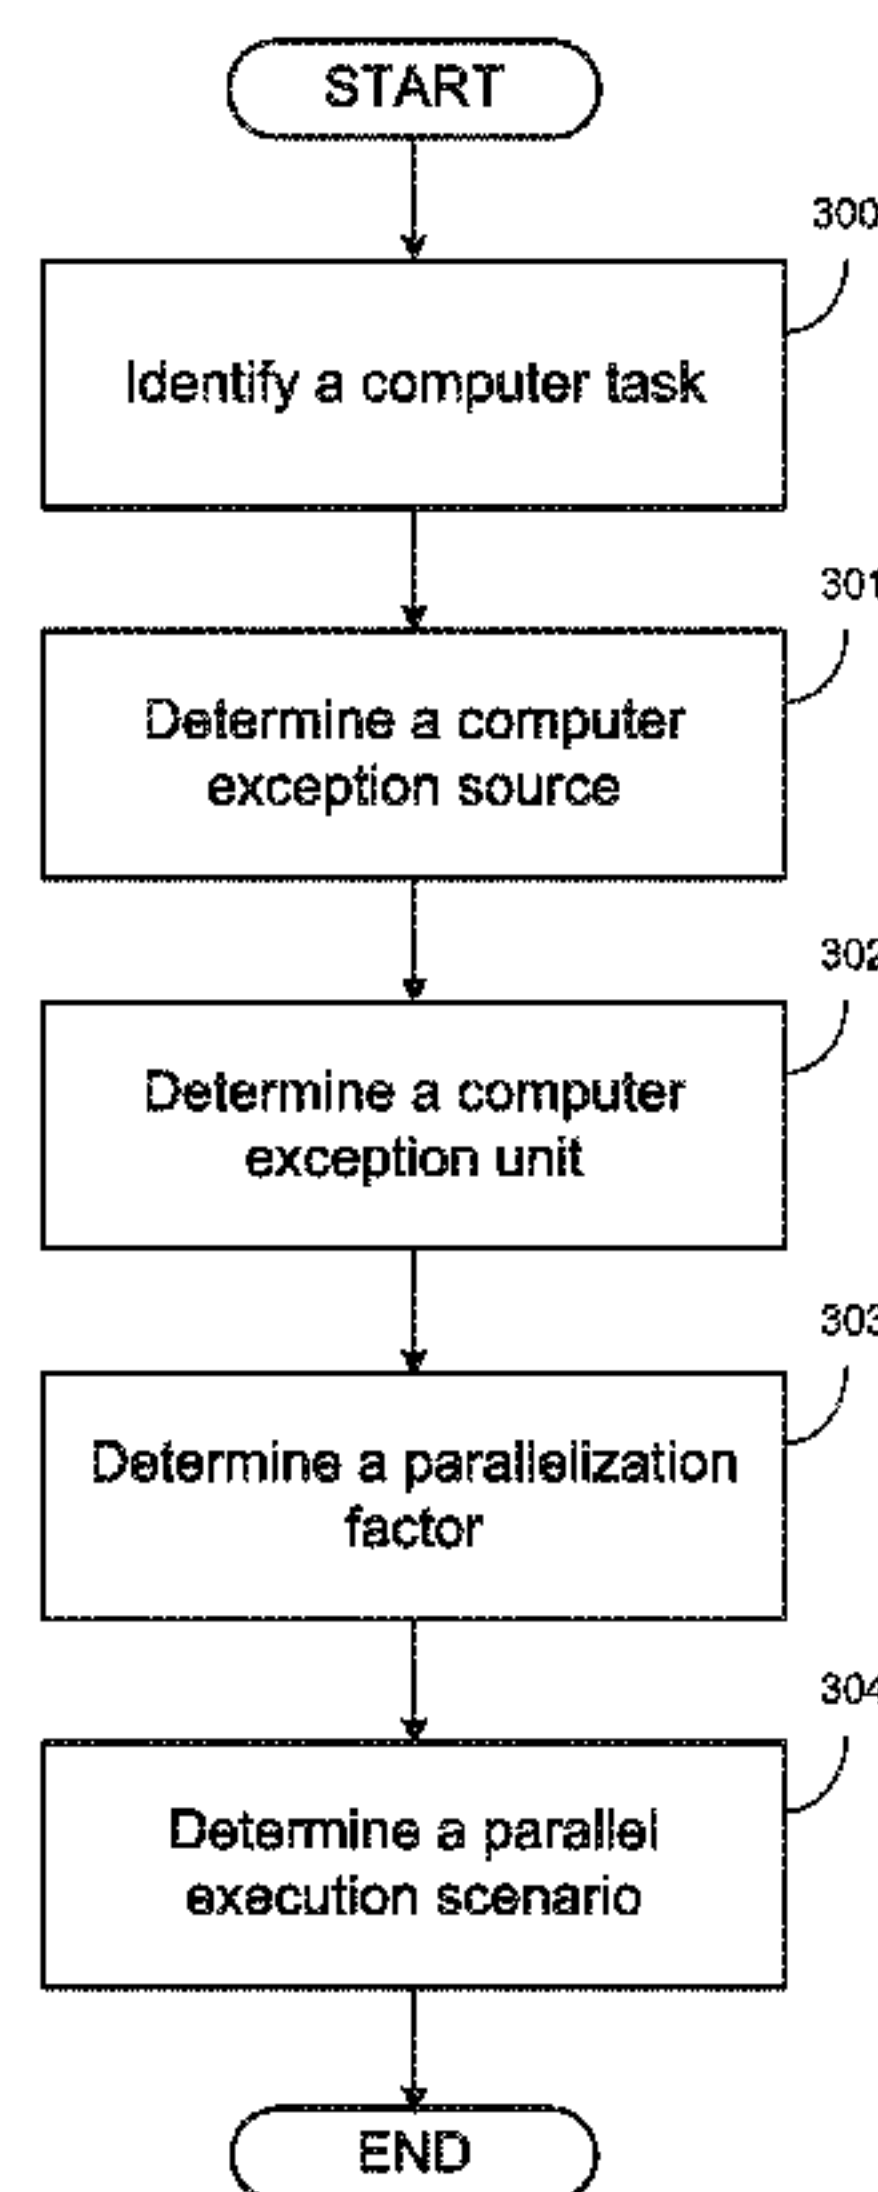 START
300
Identify a computer task
301
Determine a computer
exception source
302
Determine a computer
exception unit
303
Determine a parallelization
factor
304
Determine a parallel
execution scenario
END